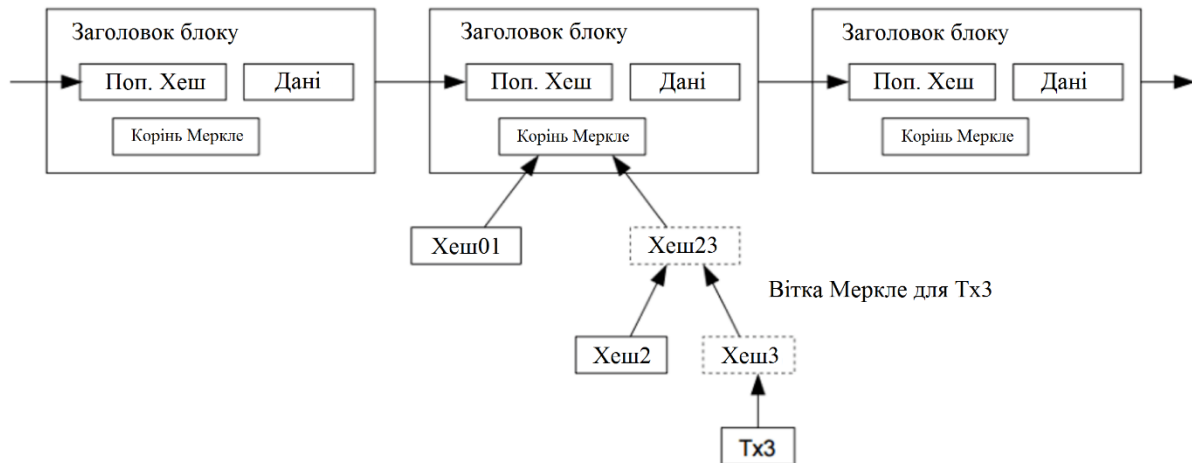 Заголовок блоку
Поп. Хеш
Дані
Корінь Меркле
Заголовок блоку
Поп. Хеш
Дані
Корінь Меркле
Заголовок блоку
Поп. Хеш
Дані
Корінь Меркле
Хеш01
Хеш23
Вітка Меркле для Тх3
Хеш2
Хеш3
Tx3